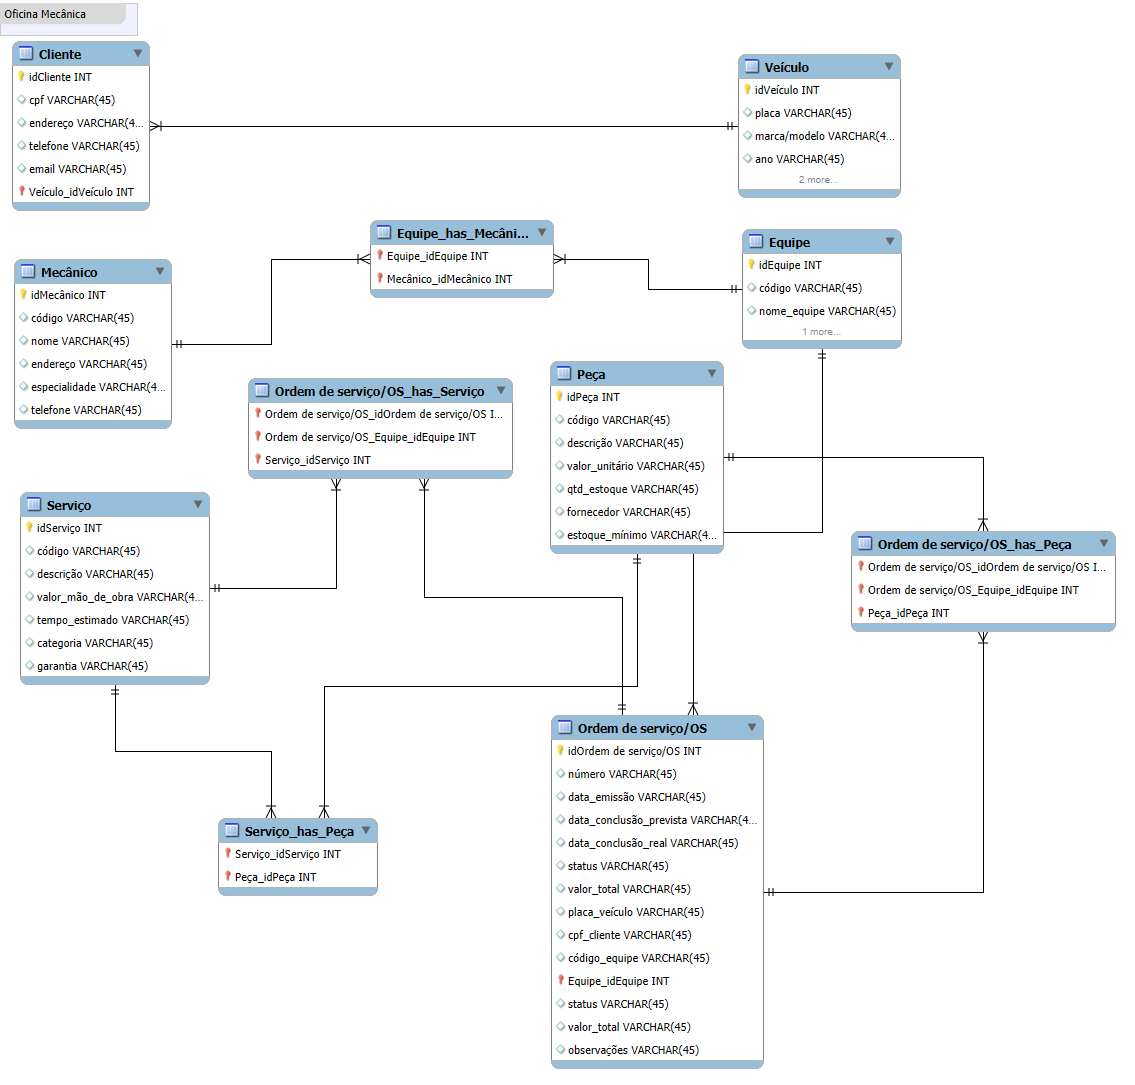 Oficina Mecânica
Cliente
idCliente INT
cpf VARCHAR(45)
endereço VARCHAR(4...
telefone VARCHAR(45)
email VARCHAR(45)
Veículo_idVeículo INT
Veículo
idVeículo INT
placa VARCHAR(45)
marca/modelo VARCHAR(4...
ano VARCHAR(45)
2 more...
Equipe_has_Mecâni...
Equipe_idEquipe INT
Mecânico_idMecânico INT
Equipe
idEquipe INT
código VARCHAR(45)
nome_equipe VARCHAR(45)
1 more...
Mecânico
idMecânico INT
código VARCHAR(45)
nome VARCHAR(45)
endereço VARCHAR(45)
especialidade VARCHAR(4...
telefone VARCHAR(45)
Ordem de serviço/OS_has_Serviço
Ordem de serviço/OS_idOrdem de serviço/OS I...
Ordem de serviço/OS_Equipe_idEquipe INT
Serviço_idServiço INT
Peça
idPeça INT
código VARCHAR(45)
descrição VARCHAR(45)
valor_unitário VARCHAR(45)
qtd_estoque VARCHAR(45)
fornecedor VARCHAR(45)
estoque_mínimo VARCHAR(4...
Serviço
idServiço INT
código VARCHAR(45)
descrição VARCHAR(45)
valor_mão_de_obra VARCHAR(4...
tempo_estimado VARCHAR(45)
categoria VARCHAR(45)
garantia VARCHAR(45)
Ordem de serviço/OS_has_Peça
Ordem de serviço/OS_idOrdem de serviço/OS I...
Ordem de serviço/OS_Equipe_idEquipe INT
Peça_idPeça INT
Serviço_has_Peça
Serviço_idServiço INT
Peça_idPeça INT
Ordem de serviço/OS
idOrdem de serviço/OS INT
número VARCHAR(45)
data_emissão VARCHAR(45)
data_conclusão_prevista VARCHAR(4...
data_conclusão_real VARCHAR(45)
status VARCHAR(45)
valor_total VARCHAR(45)
placa_veículo VARCHAR(45)
cpf_cliente VARCHAR(45)
código_equipe VARCHAR(45)
Equipe_idEquipe INT
status VARCHAR(45)
valor_total VARCHAR(45)
observações VARCHAR(45)